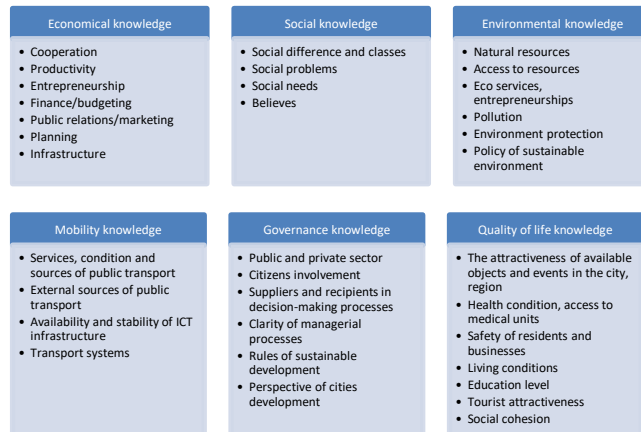 Economical knowledge
• Cooperation
• Productivity
• Entrepreneurship
• Finance/budgeting
• Public relations/marketing
• Planning
• Infrastructure
Social knowledge
• Social difference and classes
• Social problems
• Social needs
• Believes
Environmental knowledge
• Natural resources
• Access to resources
• Eco services,
entrepreneurships
• Pollution
• Environment protection
• Policy of sustainable
environment
Mobility knowledge
• Services, condition and
sources of public transport
• External sources of public
transport
• Availability and stability of ICT
infrastructure
• Transport systems
Governance knowledge
• Public and private sector
• Citizens involvement
• Suppliers and recipients in
decision-making processes
• Clarity of managerial
processes
• Rules of sustainable
development
• Perspective of cities
development
Quality of life knowledge
• The attractiveness of available
objects and events in the city,
region
• Health condition, access to
medical units
• Safety of residents and
businesses
• Living conditions
• Education level
• Tourist attractiveness
• Social cohesion